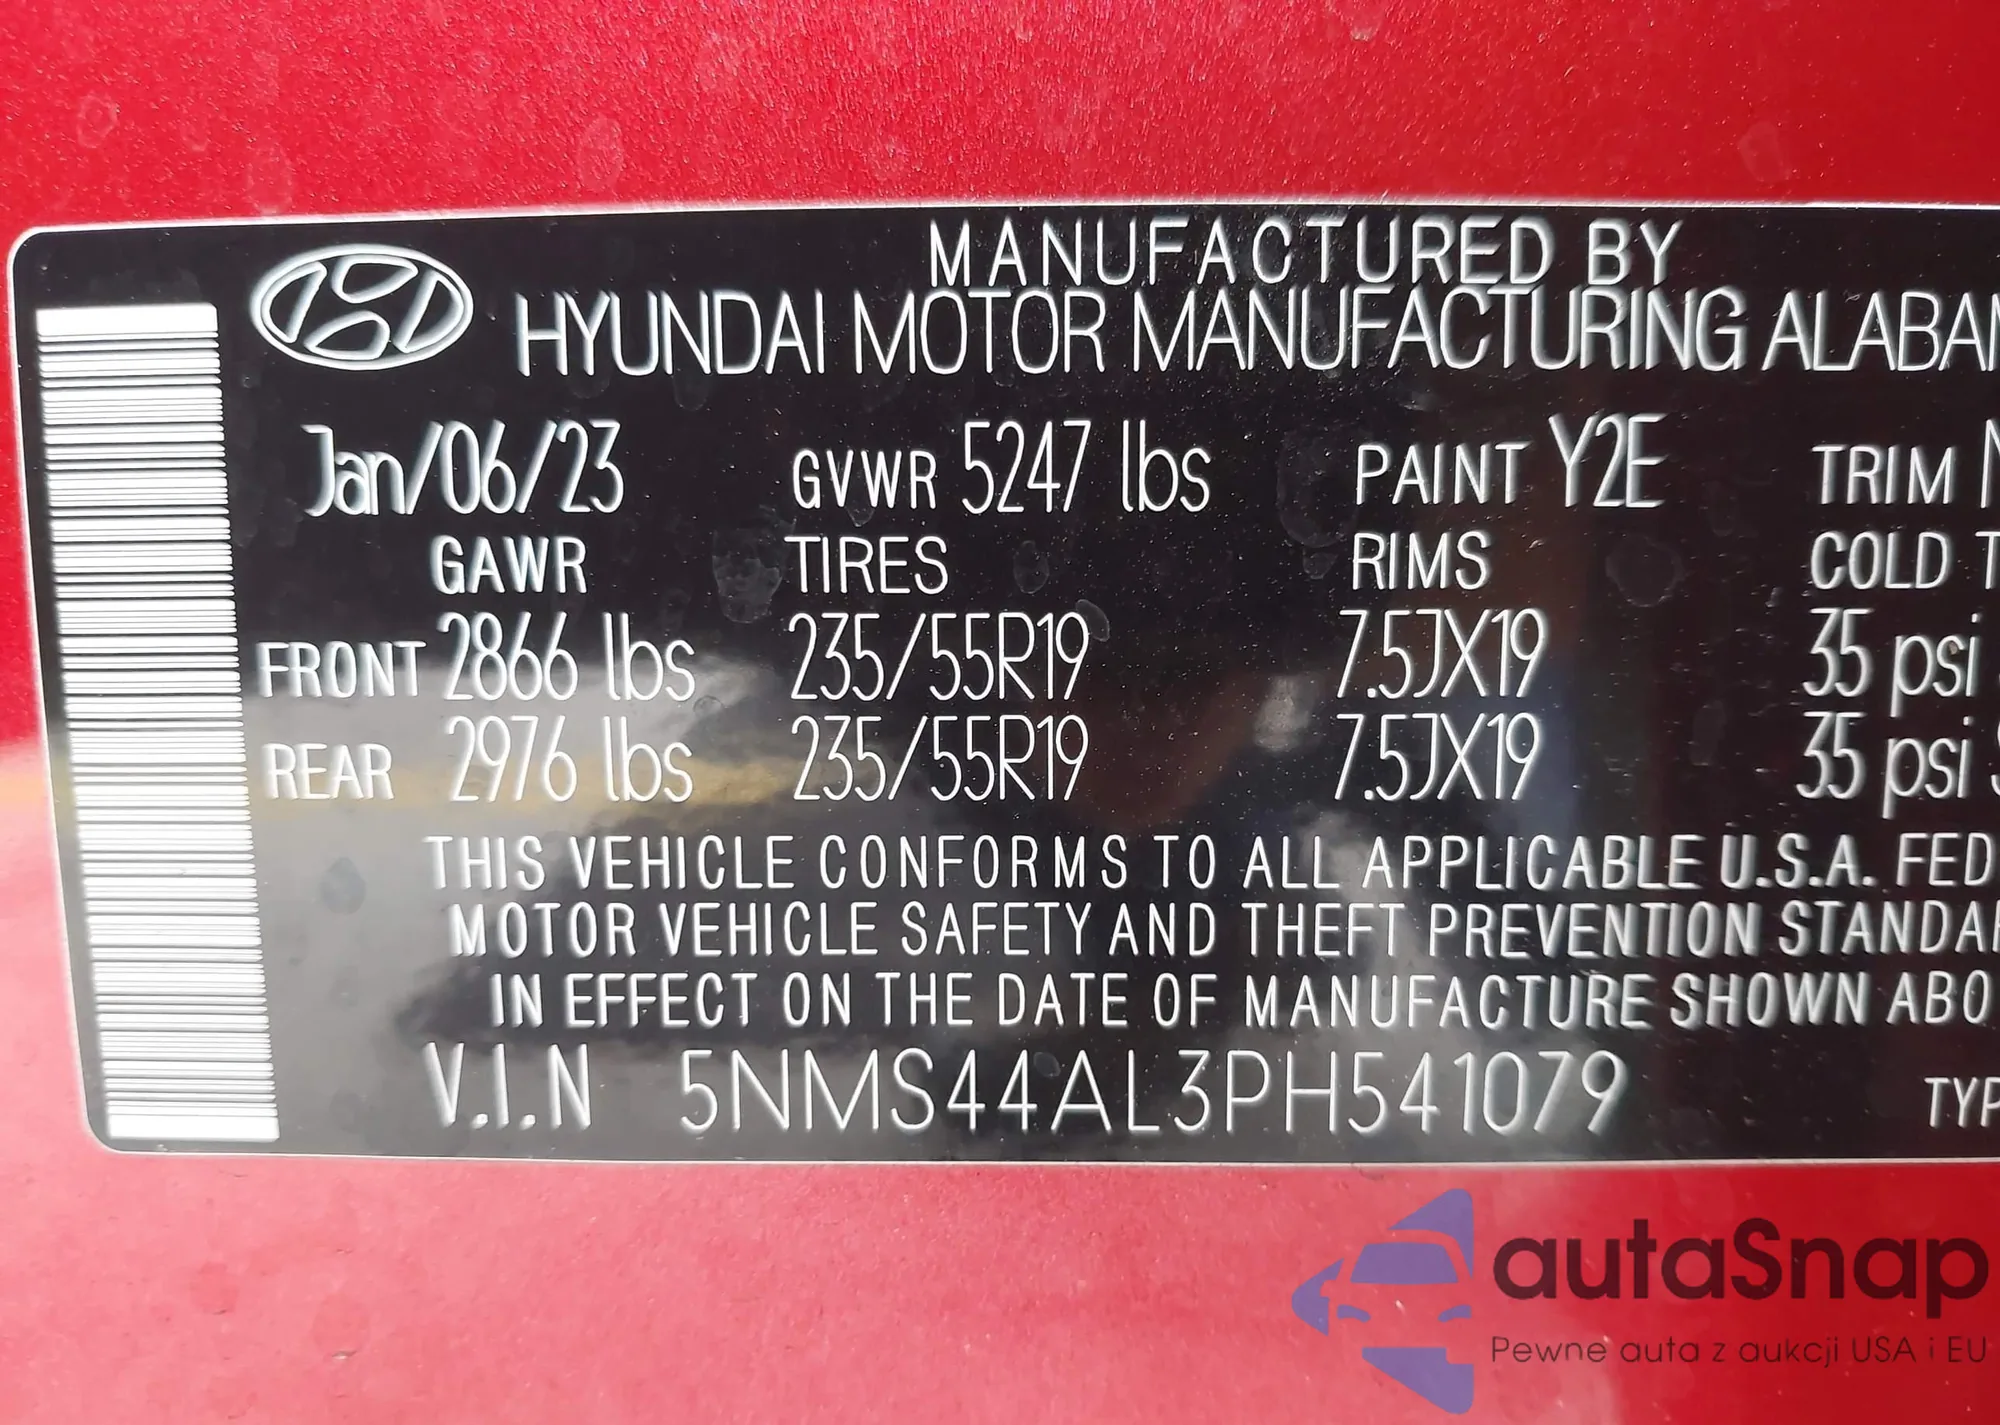 MANUFACTURED BY
HYUNDAI MOTOR MANUFACTURING
Jan/06/23 GVWR 5247 lbs PAINT Y2E TRIM
GAWR TIRES RIMS COLD
FRONT 2866 lbs 235/55R19 7.5JX19 35 psi
REAR 2976 lbs 235/55R19 7.5JX19 35 psi
THIS VEHICLE CONFORMS TO ALL APPLICABLE U.S.A.
MOTOR VEHICLE SAFETY AND THEFT PREVENTION
IN EFFECT ON THE DATE OF MANUFACTURE SHOWN
V.I.N 5NMS44AL3PH541079
autaSnap
Pewne auta z aukcji USA i EU